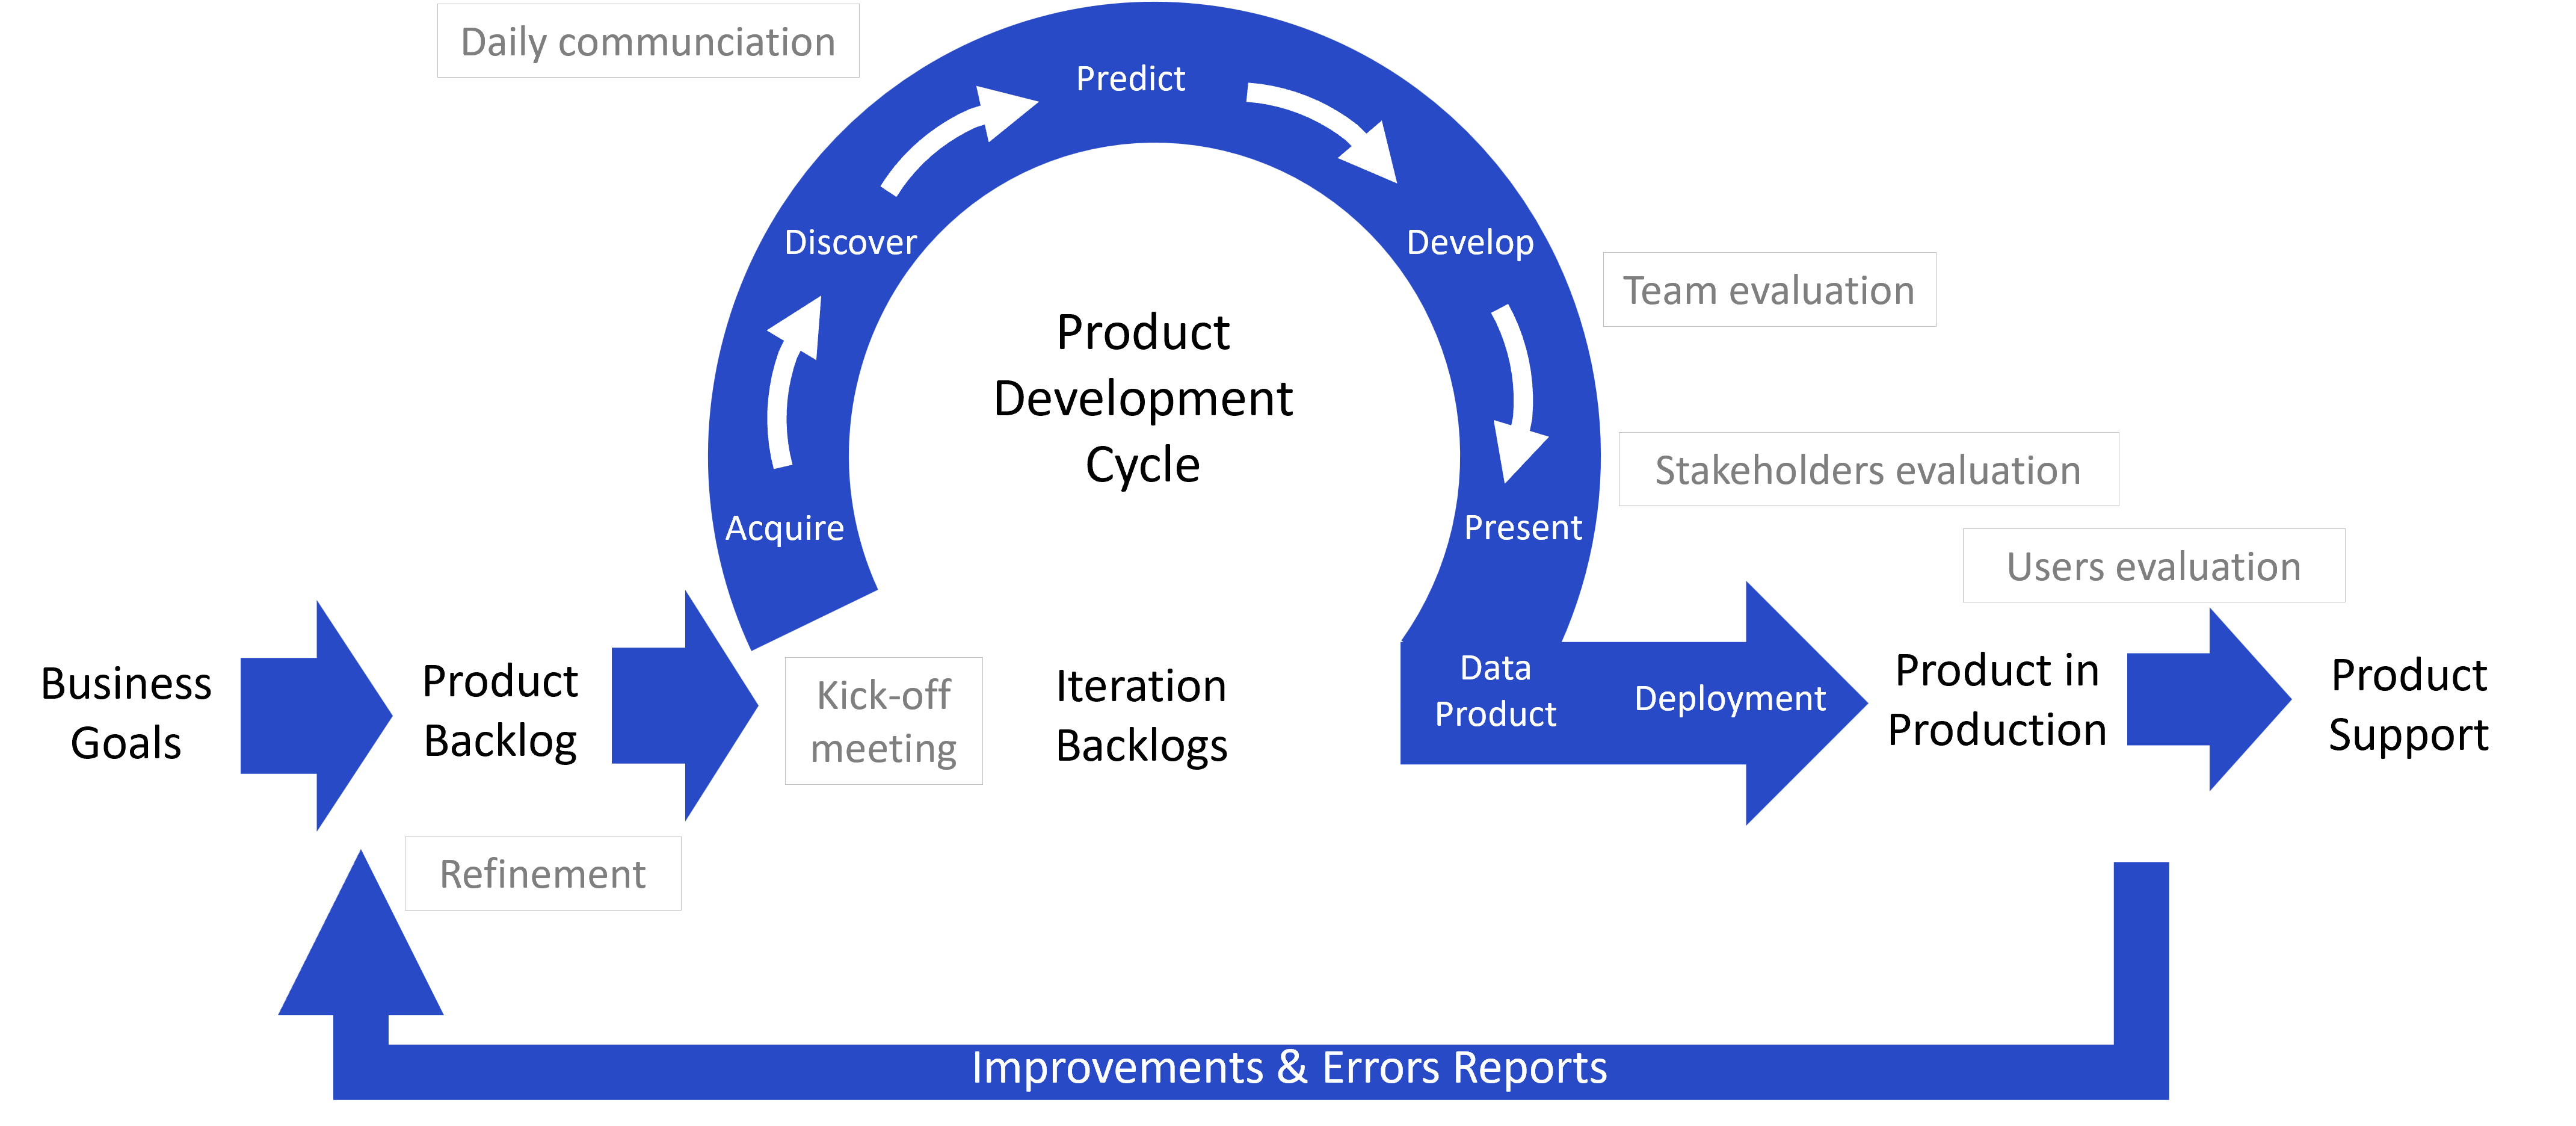 Daily communciation
Predict
Discover
Develop
Team evaluation
Product
Development
Cycle
Stakeholders evaluation
Acquire
Present
Users evaluation
Business
Goals
Product
Backlog
Kick-off
meeting
Iteration
Backlogs
Data
Product
Deployment
Product in
Production
Product
Support
Refinement
Improvements & Errors Reports